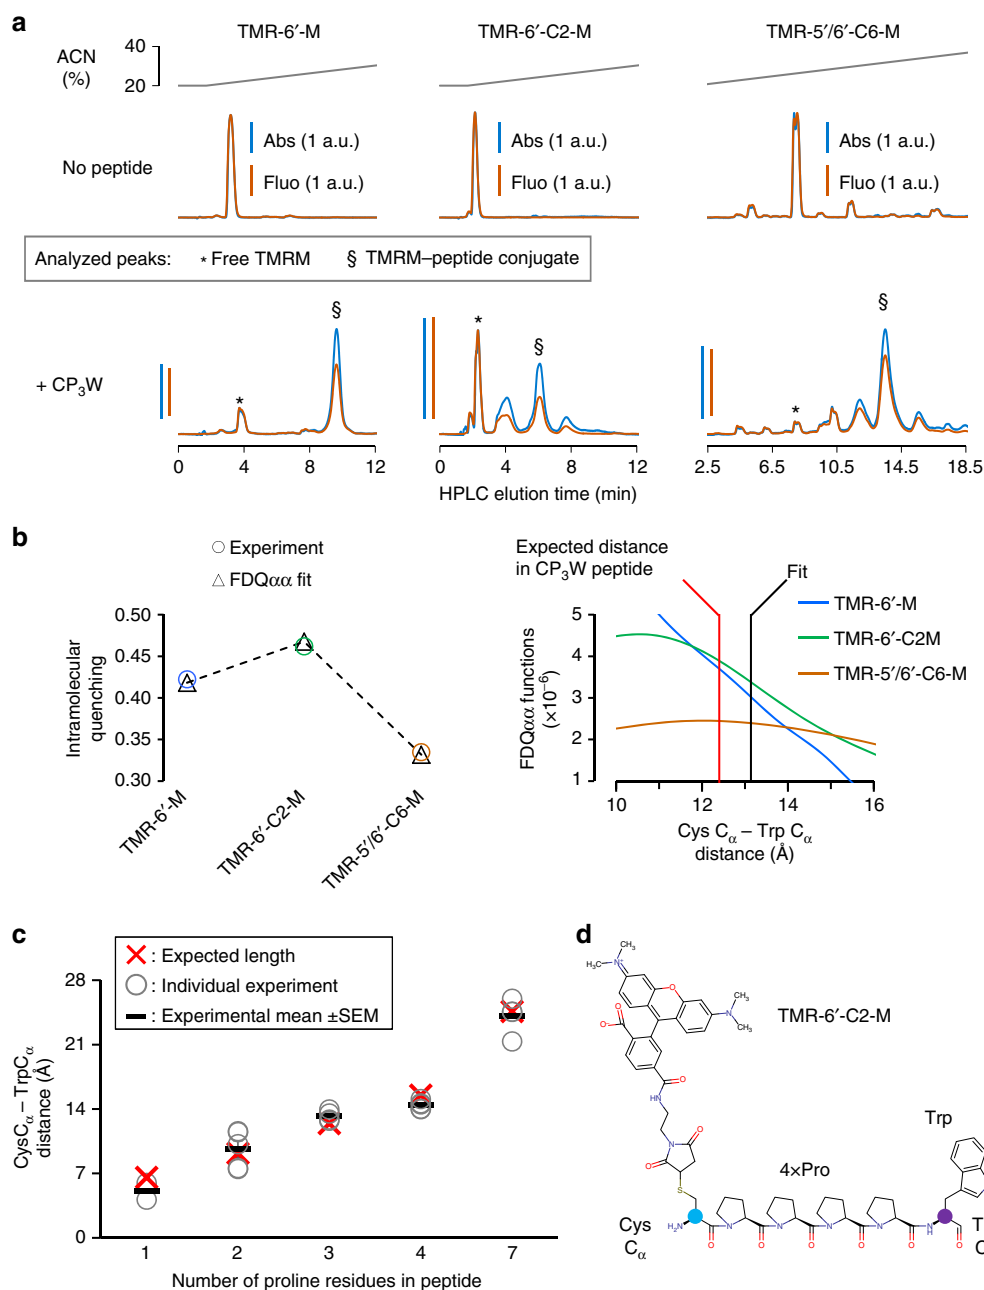 a
TMR-6′-M
TMR-6′-C2-M
TMR-5′/6′-C6-M
ACN
(%)
40
20
No peptide
Abs (1 a.u.)
Fluo (1 a.u.)
Abs (1 a.u.)
Fluo (1 a.u.)
Abs (1 a.u.)
Fluo (1 a.u.)
Analyzed peaks: * Free TMRM § TMRM–peptide conjugate
+ CP₃W
* §
* §
* §
0 4 8 12
0 4 8 12
2.5 6.5 10.5 14.5 18.5
HPLC elution time (min)
b
Experiment
FDQαα fit
Intramolecular
quenching
0.50
0.45
0.40
0.35
0.30
TMR-6′-M
TMR-6′-C2-M
TMR-5′/6′-C6-M
Expected distance
in CP₃W peptide
Fit
TMR-6′-M
TMR-6′-C2M
TMR-5′/6′-C6-M
FDQαα functions
(×10⁻⁶)
5
4
3
2
1
10 12 14 16
Cys Cα – Trp Cα
distance (Å)
c
: Expected length
: Individual experiment
: Experimental mean ±SEM
CysCα – TrpCα
distance (Å)
28
21
14
7
0
1 2 3 4 7
Number of proline residues in peptide
d
CH₃
H₃C N⁺
O
N CH₃
CH₃
O⁻
O
TMR-6′-C2-M
O
HN
N
O
O
S
4×Pro
Trp
Cys
Cα
H₂N
O
N
O
N
O
N
O
N
O
N
H
O
T
C